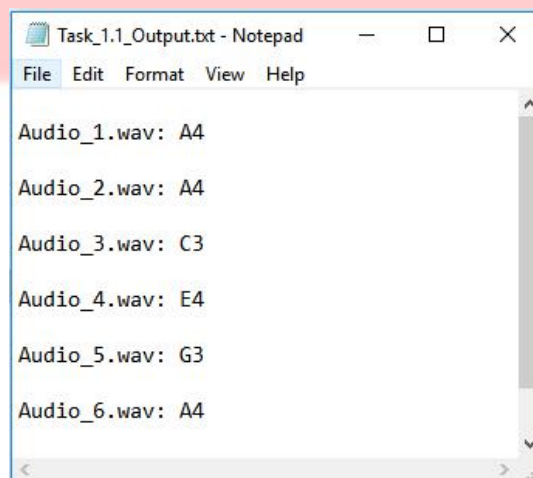 Task_1.1_Output.txt - Notepad
File Edit Format View Help
Audio_1.wav: A4
Audio_2.wav: A4
Audio_3.wav: C3
Audio_4.wav: E4
Audio_5.wav: G3
Audio_6.wav: A4